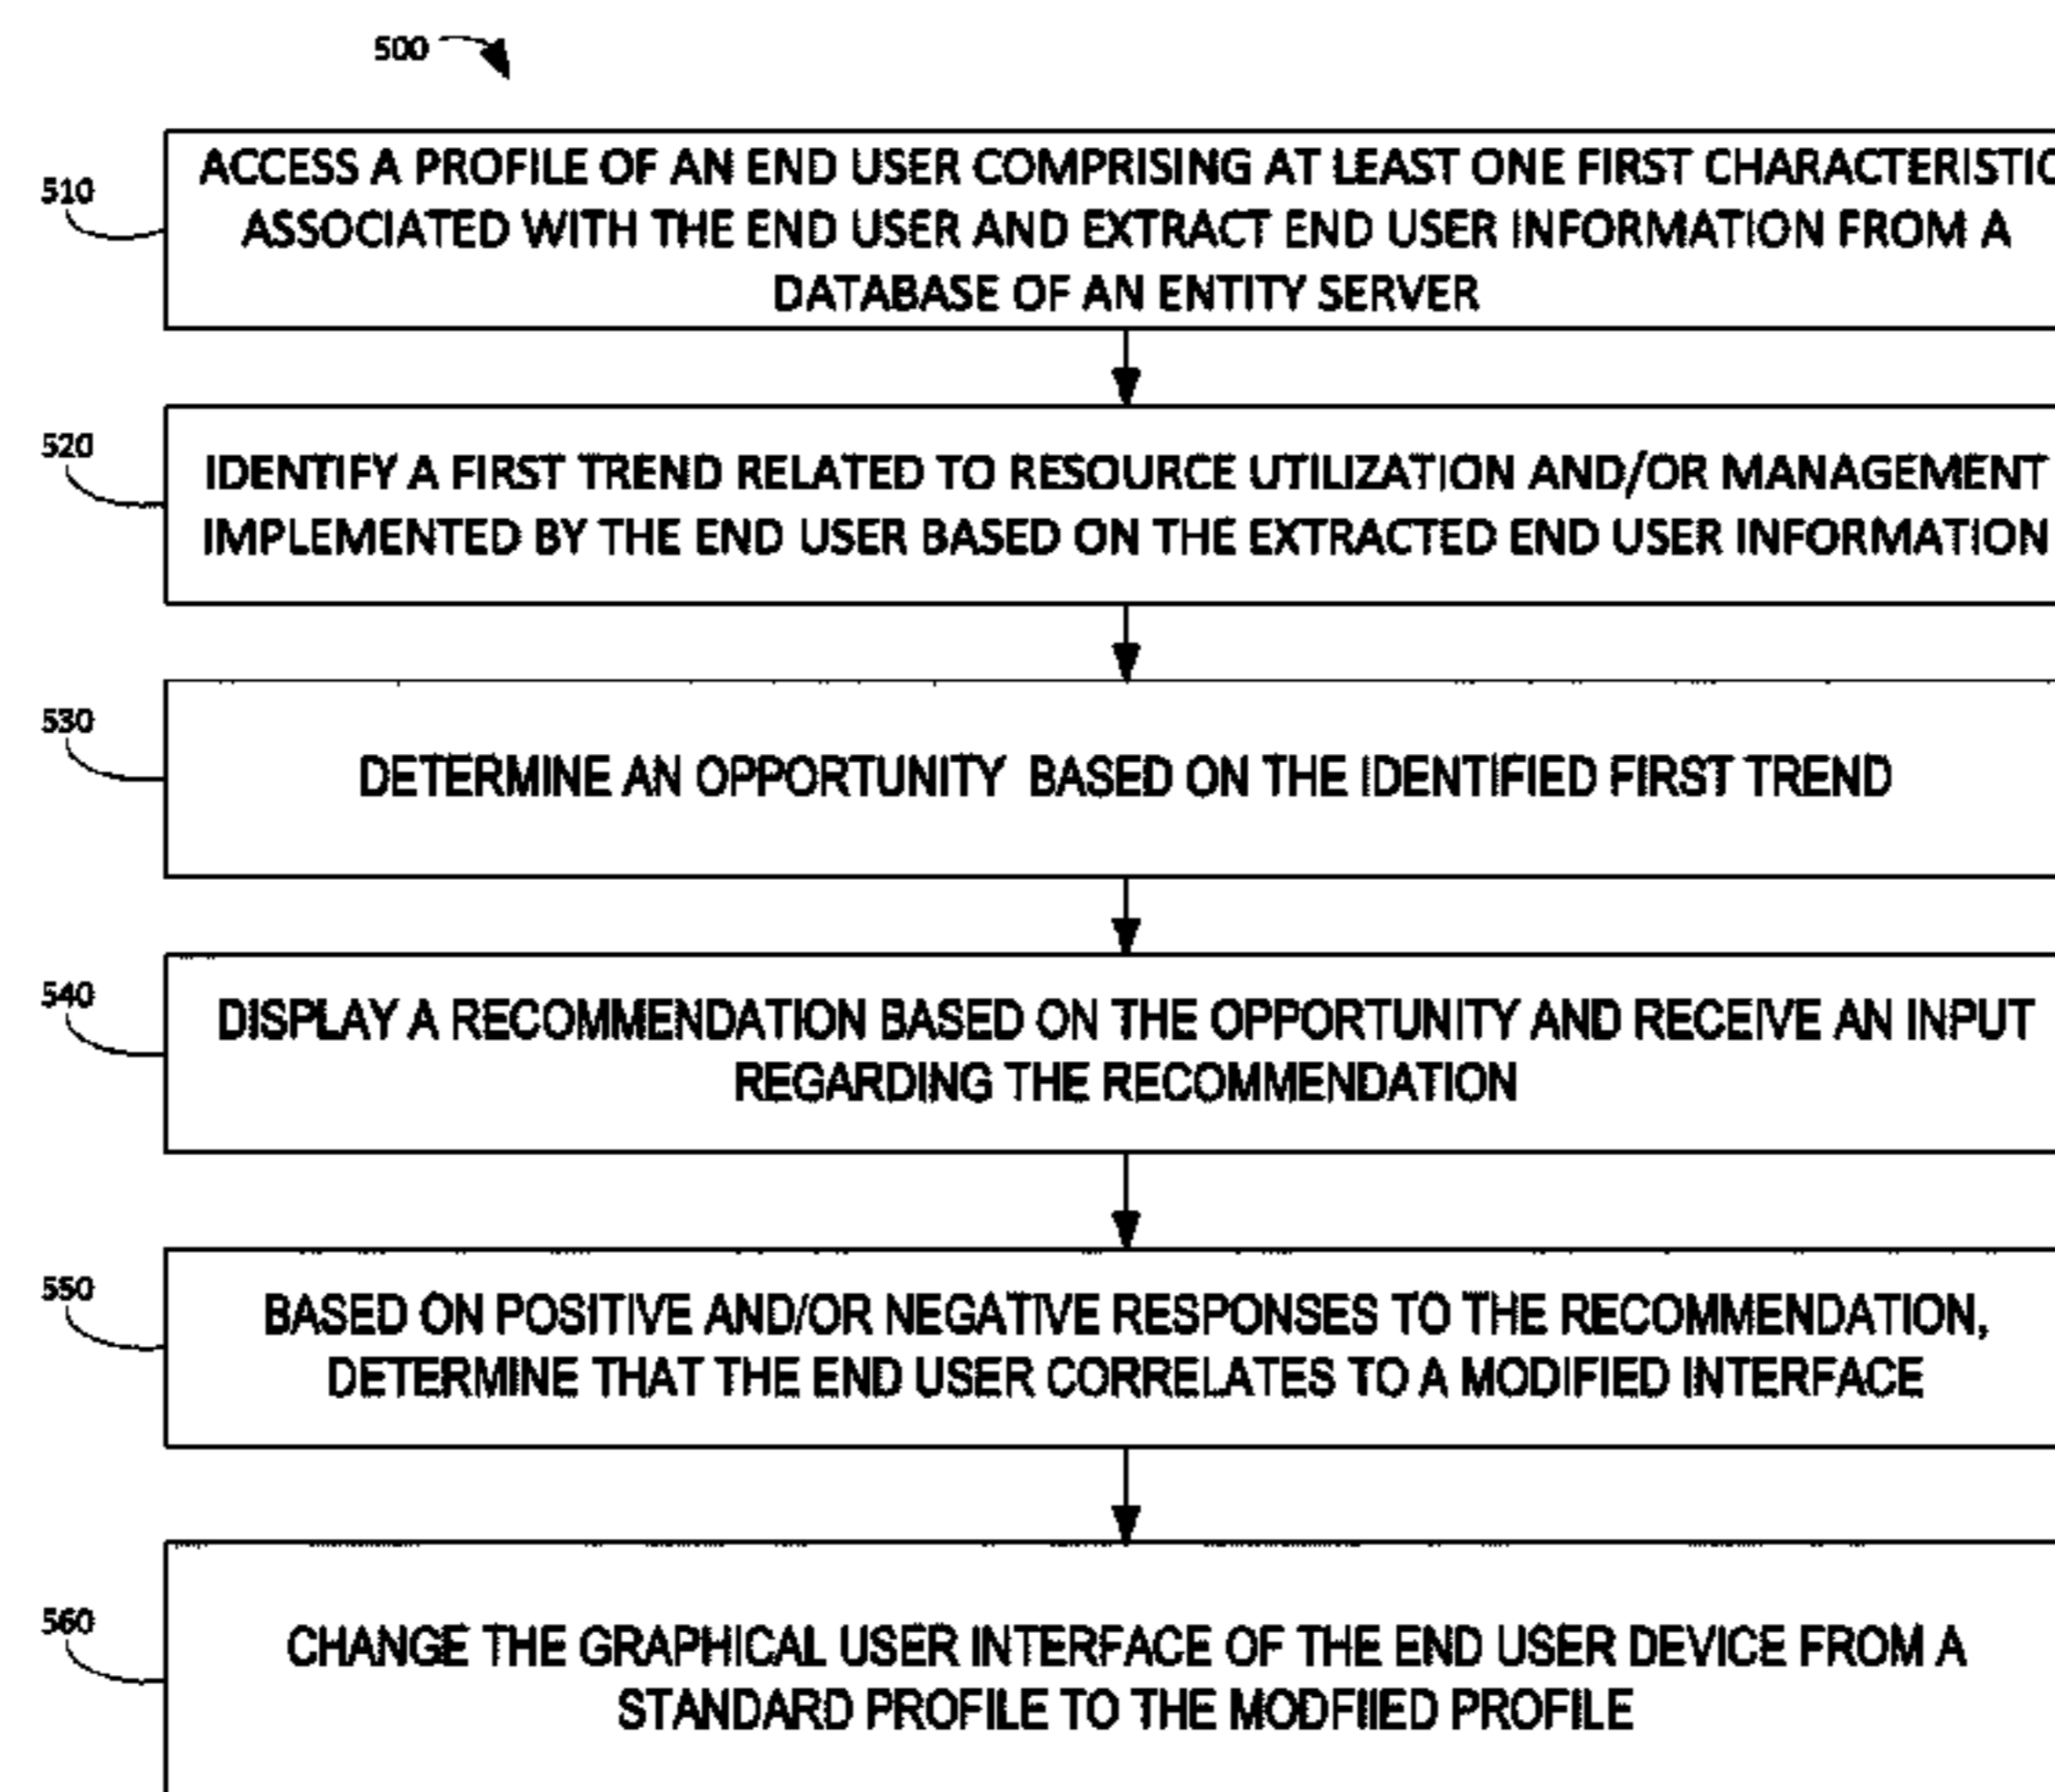 500
510
ACCESS A PROFILE OF AN END USER COMPRISING AT LEAST ONE FIRST CHARACTERISTIC
ASSOCIATED WITH THE END USER AND EXTRACT END USER INFORMATION FROM A
DATABASE OF AN ENTITY SERVER
520
IDENTIFY A FIRST TREND RELATED TO RESOURCE UTILIZATION AND/OR MANAGEMENT
IMPLEMENTED BY THE END USER BASED ON THE EXTRACTED END USER INFORMATION
530
DETERMINE AN OPPORTUNITY BASED ON THE IDENTIFIED FIRST TREND
540
DISPLAY A RECOMMENDATION BASED ON THE OPPORTUNITY AND RECEIVE AN INPUT
REGARDING THE RECOMMENDATION
550
BASED ON POSITIVE AND/OR NEGATIVE RESPONSES TO THE RECOMMENDATION,
DETERMINE THAT THE END USER CORRELATES TO A MODIFIED INTERFACE
560
CHANGE THE GRAPHICAL USER INTERFACE OF THE END USER DEVICE FROM A
STANDARD PROFILE TO THE MODFIIED PROFILE